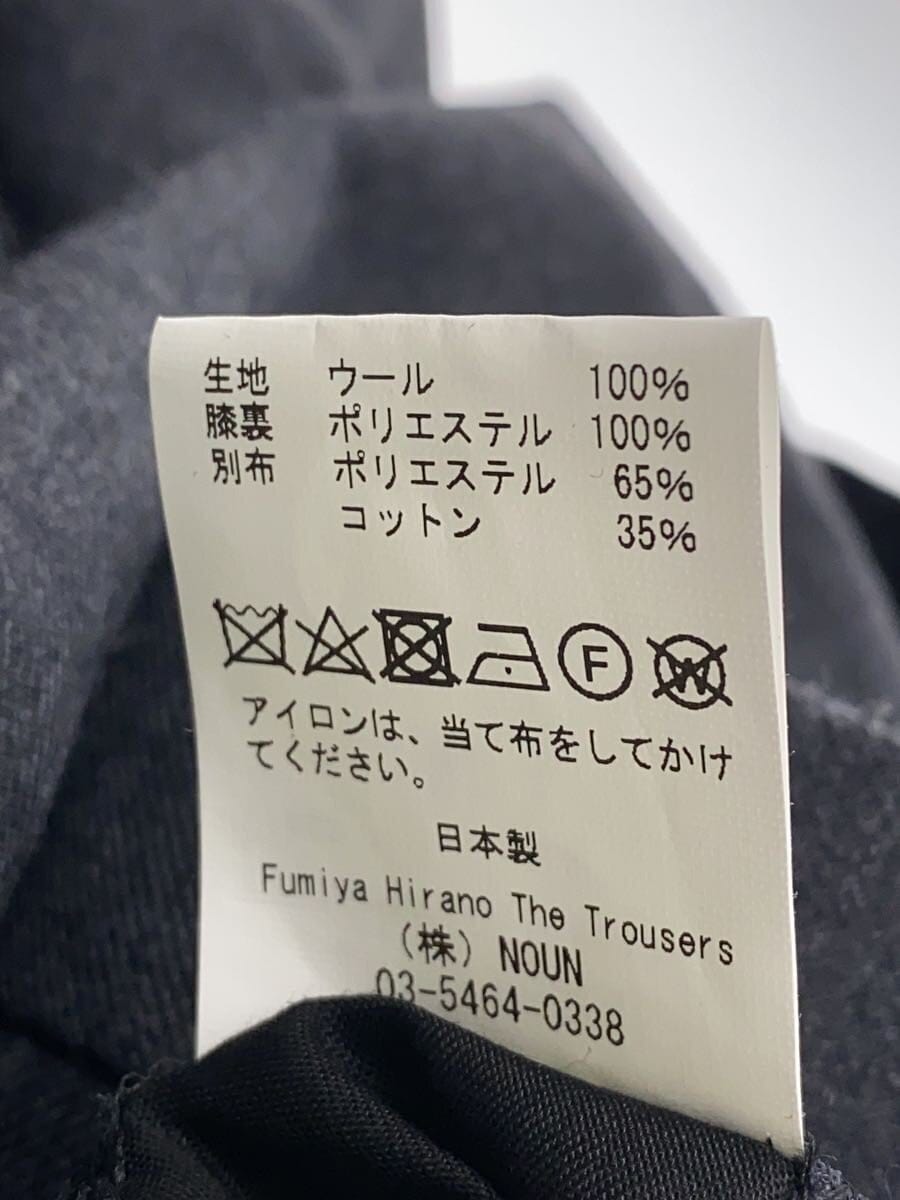 生地 ウール 100%
膝裏 ポリエステル 100%
別布 ポリエステル 65%
コットン 35%
F W
アイロンは、当て布をしてかけ
てください。
日本製
Fumiya Hirano The Trousers
（株）NOUN
03-5464-0338